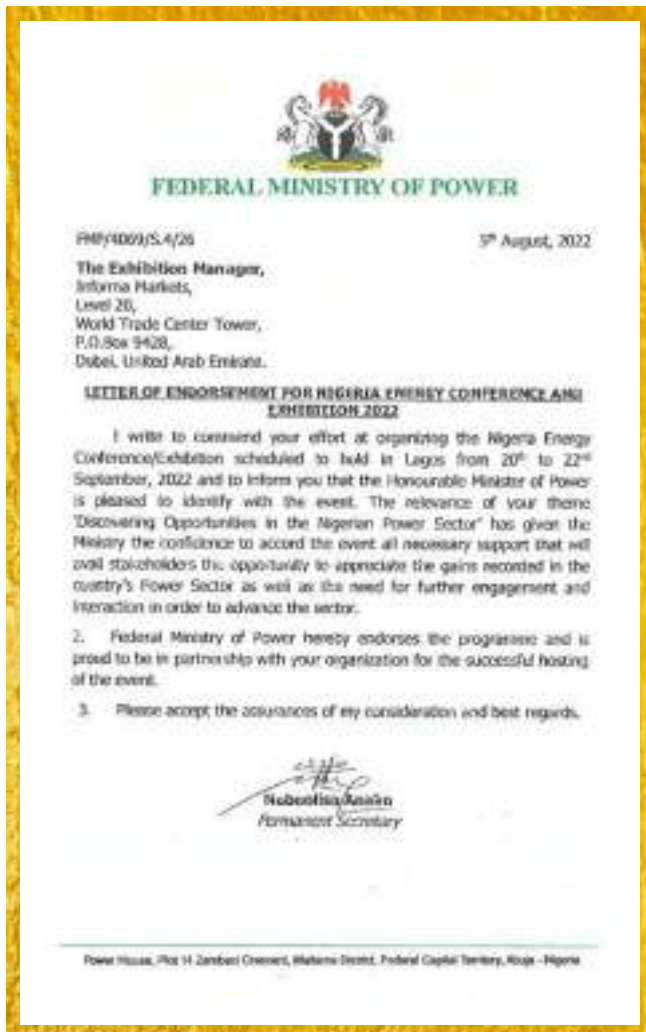 FEDERAL MINISTRY OF POWER
FMP/4069/S.4/26 5th August, 2022
The Exhibition Manager,
Informa Markets,
Level 20,
World Trade Center Tower,
P.O.Box 9428,
Dubai, United Arab Emirate.
LETTER OF ENDORSEMENT FOR NIGERIA ENERGY CONFERENCE AND
EXHIBITION 2022
I write to commend your effort at organizing the Nigeria Energy
Conference/Exhibition scheduled to hold in Lagos from 20th to 22nd
September, 2022 and to inform you that the Honourable Minister of Power
is pleased to identify with the event. The relevance of your theme
'Discovering Opportunities in the Nigerian Power Sector' has given the
Ministry the confidence to accord the event all necessary support that will
avail stakeholders the opportunity to appreciate the gains recorded in the
country's Power Sector as well as the need for further engagement and
interaction in order to advance the sector.
2. Federal Ministry of Power hereby endorses the programme and is
proud to be in partnership with your organization for the successful hosting
of the event.
3. Please accept the assurances of my consideration and best regards.
Permanent Secretary
Power House, Plot 14 Zambezi Crescent, Maitama District, Federal Capital Territory, Abuja - Nigeria